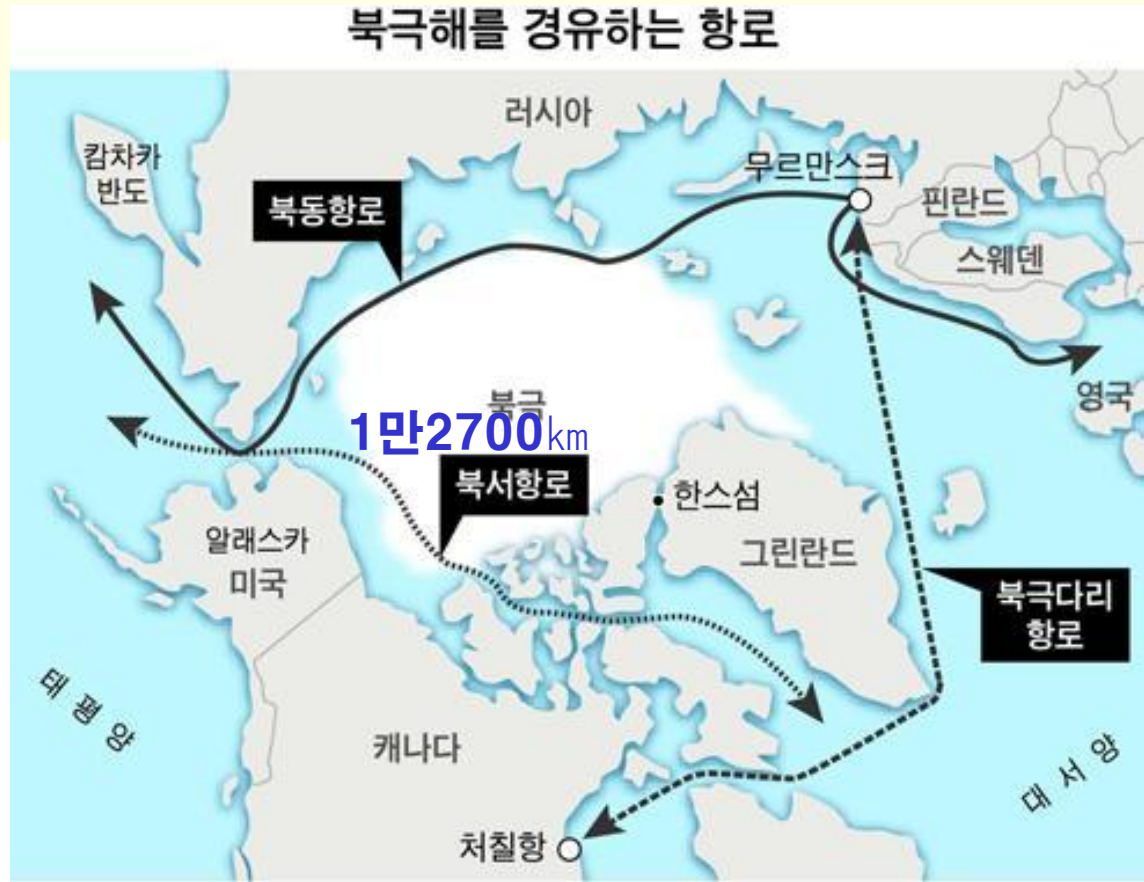 북극해를 경유하는 항로
러시아
캄차카
반도
무르만스크
북동항로
핀란드
스웨덴
영국
북극
1만2700km
북서항로
한스섬
알래스카
미국
그린란드
북극다리
항로
태평양
캐나다
대서양
처칠항